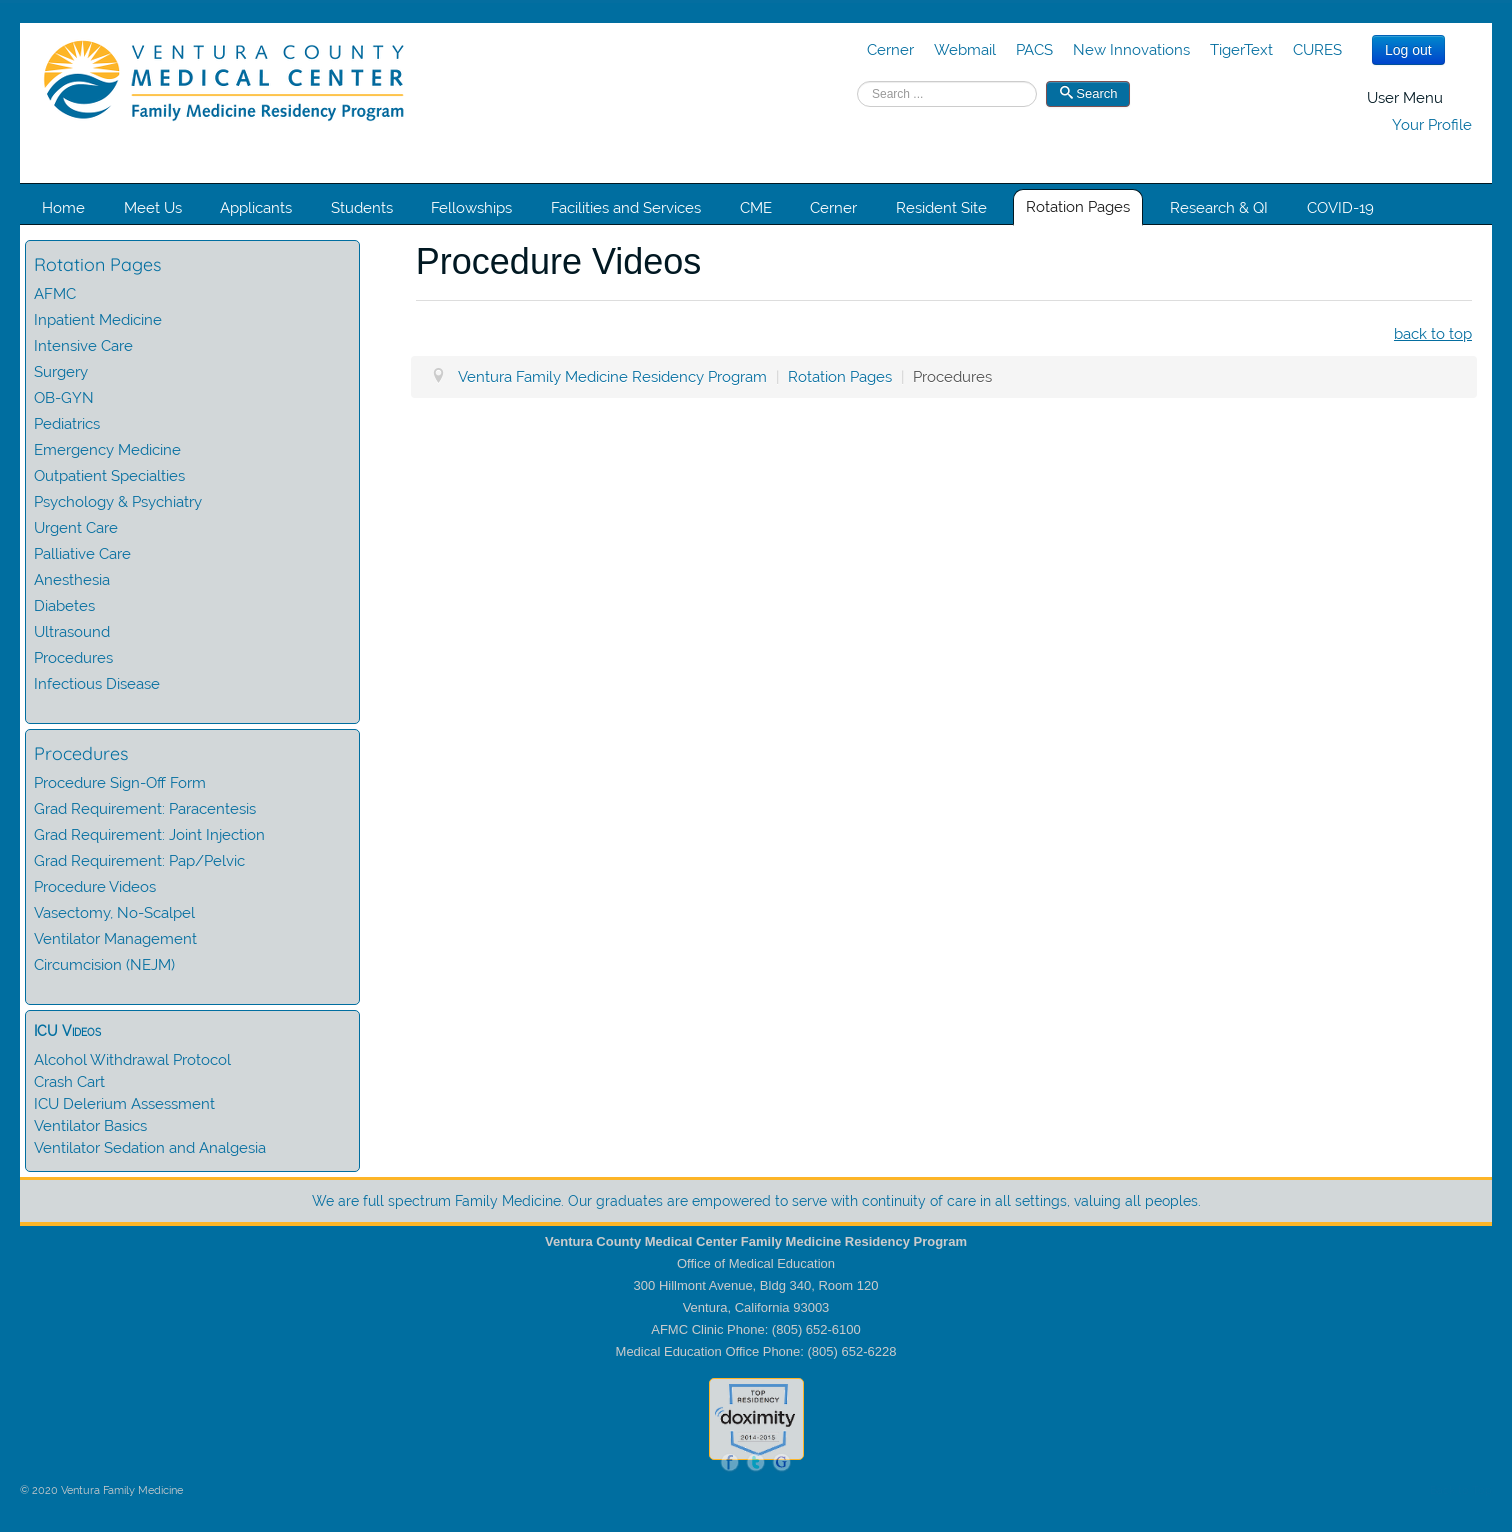 VENTURA COUNTY
MEDICAL CENTER
Family Medicine Residency Program
Cerner Webmail PACS New Innovations TigerText CURES Log out
Search ... Search
User Menu
Your Profile
Home Meet Us Applicants Students Fellowships Facilities and Services CME Cerner Resident Site Rotation Pages Research & QI COVID-19
Rotation Pages
AFMC
Inpatient Medicine
Intensive Care
Surgery
OB-GYN
Pediatrics
Emergency Medicine
Outpatient Specialties
Psychology & Psychiatry
Urgent Care
Palliative Care
Anesthesia
Diabetes
Ultrasound
Procedures
Infectious Disease
Procedures
Procedure Sign-Off Form
Grad Requirement: Paracentesis
Grad Requirement: Joint Injection
Grad Requirement: Pap/Pelvic
Procedure Videos
Vasectomy, No-Scalpel
Ventilator Management
Circumcision (NEJM)
ICU Videos
Alcohol Withdrawal Protocol
Crash Cart
ICU Delerium Assessment
Ventilator Basics
Ventilator Sedation and Analgesia
Procedure Videos
back to top
Ventura Family Medicine Residency Program | Rotation Pages | Procedures
We are full spectrum Family Medicine. Our graduates are empowered to serve with continuity of care in all settings, valuing all peoples.
Ventura County Medical Center Family Medicine Residency Program
Office of Medical Education
300 Hillmont Avenue, Bldg 340, Room 120
Ventura, California 93003
AFMC Clinic Phone: (805) 652-6100
Medical Education Office Phone: (805) 652-6228
TOP
RESIDENCY
doximity
2014-2015
f t G
© 2020 Ventura Family Medicine